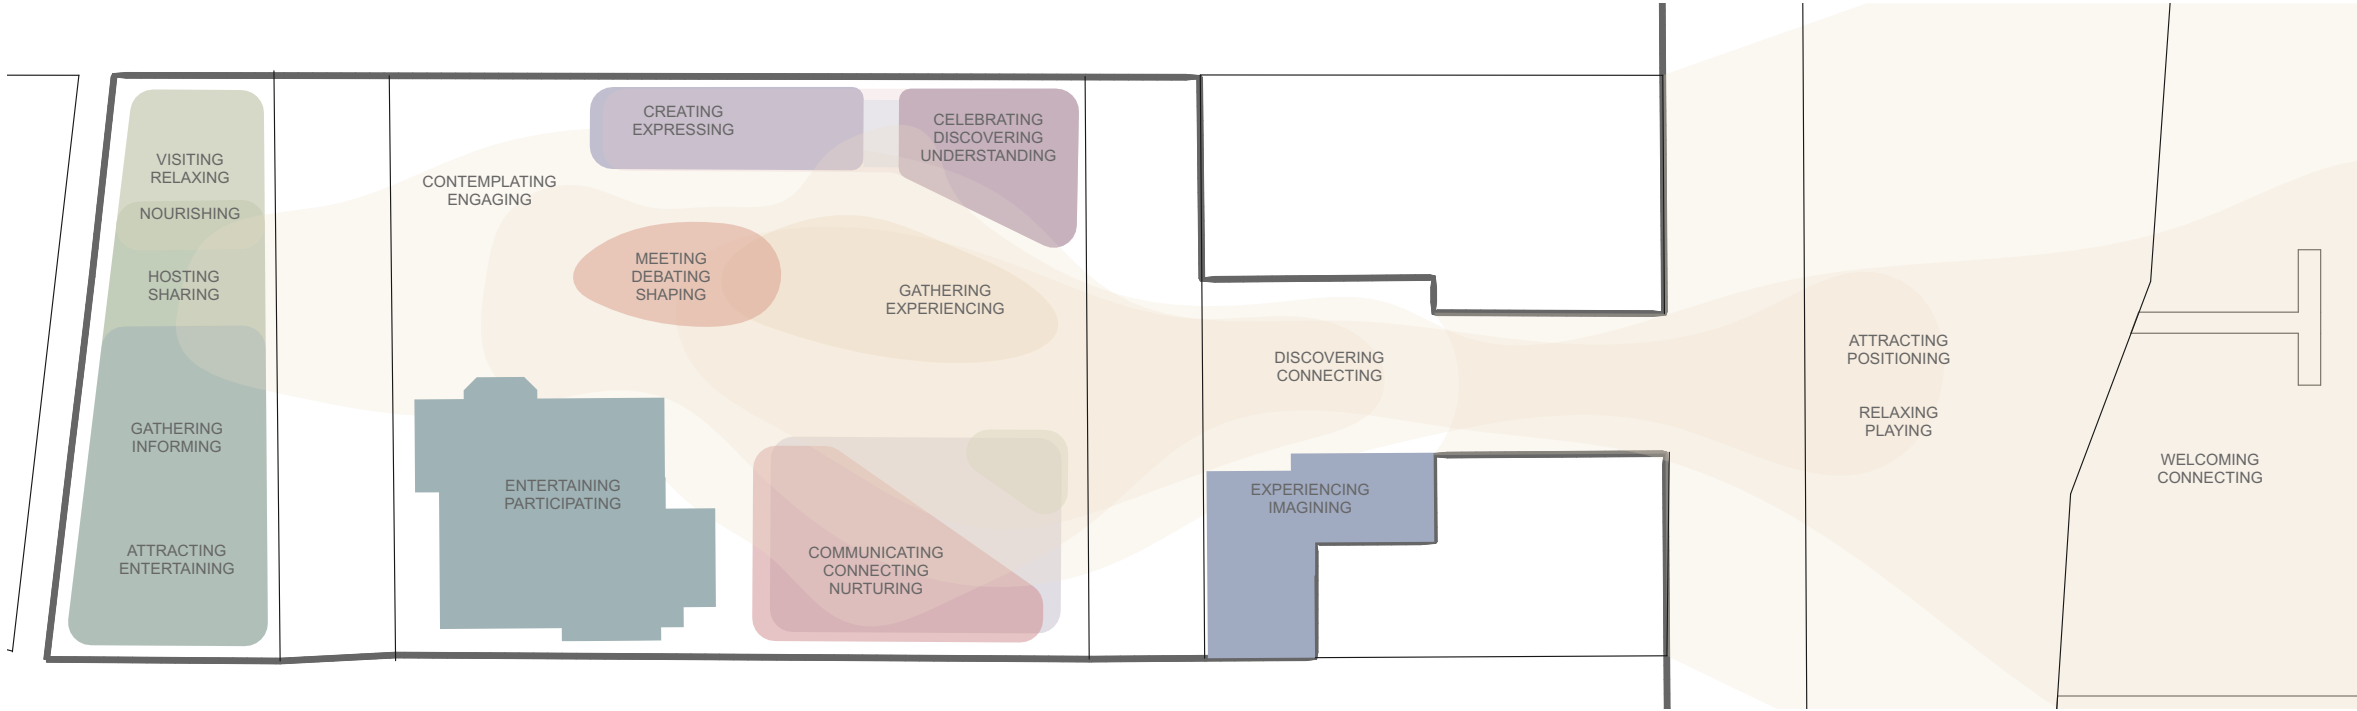 VISITING
RELAXING
NOURISHING
HOSTING
SHARING
GATHERING
INFORMING
ATTRACTING
ENTERTAINING
CONTEMPLATING
ENGAGING
CREATING
EXPRESSING
CELEBRATING
DISCOVERING
UNDERSTANDING
MEETING
DEBATING
SHAPING
GATHERING
EXPERIENCING
ENTERTAINING
PARTICIPATING
COMMUNICATING
CONNECTING
NURTURING
DISCOVERING
CONNECTING
EXPERIENCING
IMAGINING
ATTRACTING
POSITIONING
RELAXING
PLAYING
WELCOMING
CONNECTING